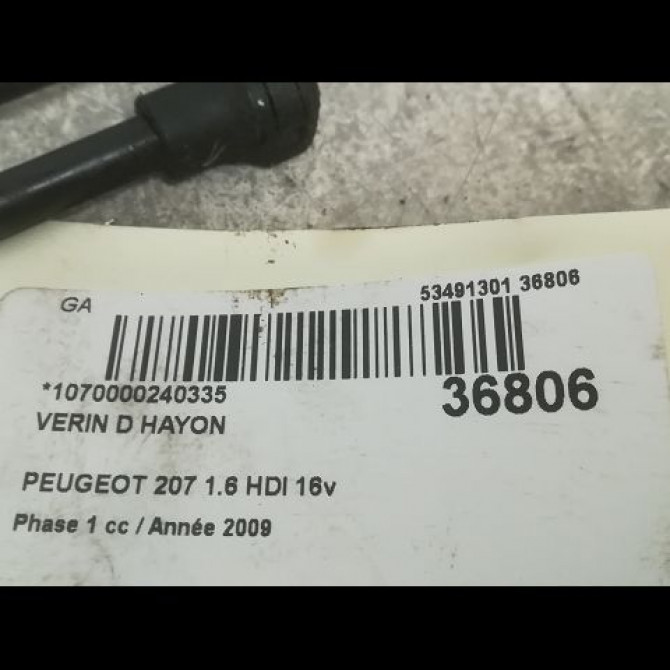 GA
53491301 36806
*1070000240335
36806
VERIN D HAYON
PEUGEOT 207 1.6 HDI 16v
Phase 1 cc / Année 2009